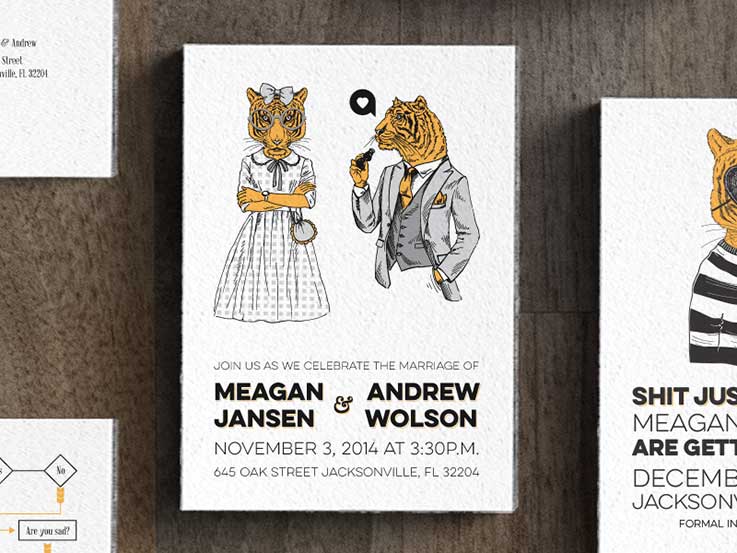 & Andrew
Street
ville, FL 32204
JOIN US AS WE CELEBRATE THE MARRIAGE OF
MEAGAN & ANDREW
JANSEN WOLSON
NOVEMBER 3, 2014 AT 3:30P.M.
645 OAK STREET JACKSONVILLE, FL 32204
No
Are you sad?
SHIT JUS
MEAGAN
ARE GETT
DECEMB
JACKSONV
FORMAL IN